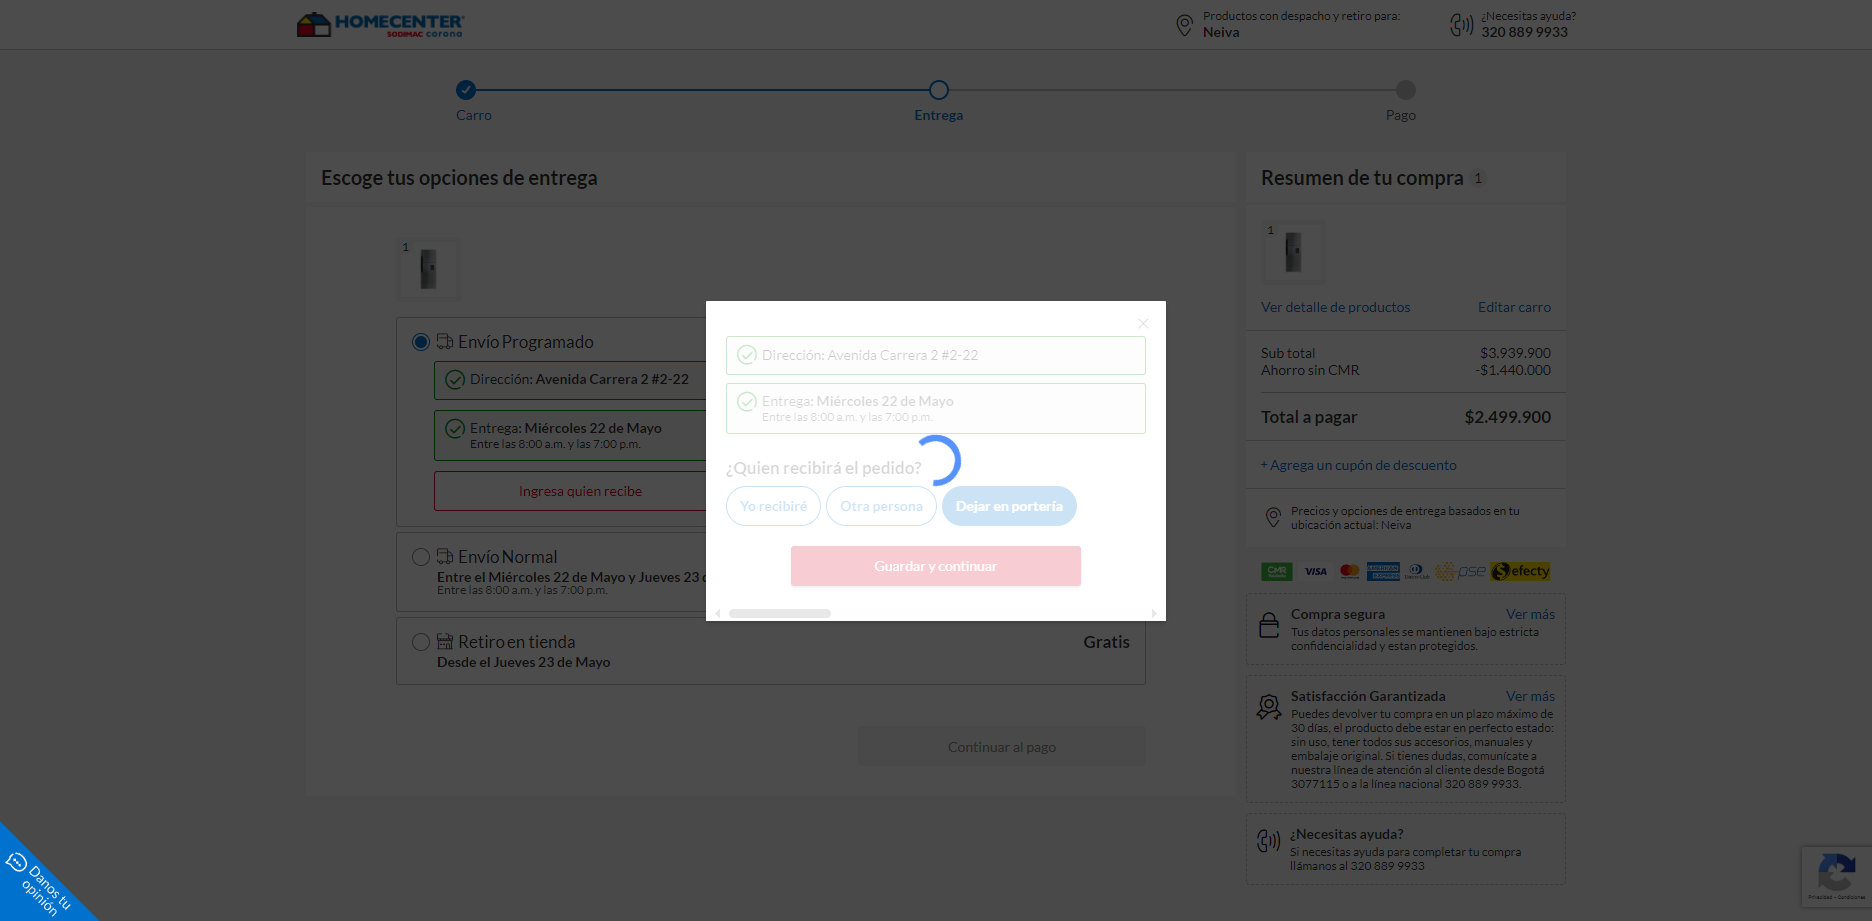 HOMECENTER
SODIMAC corona
Productos con despacho y retiro para:
Neiva
¿Necesitas ayuda?
320 889 9933
Carro
Entrega
Pago
Escoge tus opciones de entrega
1
Envío Programado
Dirección: Avenida Carrera 2 #2-22
Entrega: Miércoles 22 de Mayo
Entre las 8:00 a.m. y las 7:00 p.m.
Ingresa quien recibe
Envío Normal
Entre el Miércoles 22 de Mayo y Jueves 23 d
Entre las 8:00 a.m. y las 7:00 p.m.
Retiro en tienda
Gratis
Desde el Jueves 23 de Mayo
Continuar al pago
Dirección: Avenida Carrera 2 #2-22
Entrega: Miércoles 22 de Mayo
Entre las 8:00 a.m. y las 7:00 p.m.
¿Quien recibirá el pedido?
Yo recibiré
Otra persona
Dejar en portería
Guardar y continuar
Resumen de tu compra 1
1
Ver detalle de productos
Editar carro
Sub total $3.939.900
Ahorro sin CMR -$1.440.000
Total a pagar $2.499.900
+ Agrega un cupón de descuento
Precios y opciones de entrega basados en tu
ubicación actual: Neiva
CMR VISA AMERICAN EXPRESS Diners Club pse efecty
Compra segura Ver más
Tus datos personales se mantienen bajo estricta
confidencialidad y estan protegidos.
Satisfacción Garantizada Ver más
Puedes devolver tu compra en un plazo máximo de
30 días, el producto debe estar en perfecto estado:
sin uso, tener todos sus accesorios, manuales y
embalaje original. Si tienes dudas, comunícate a
nuestra línea de atención al cliente desde Bogotá
3077115 o a la línea nacional 320 889 9933.
¿Necesitas ayuda?
Si necesitas ayuda para completar tu compra
llámanos al 320 889 9933
Danos tu
opinión
Privacidad - Condiciones